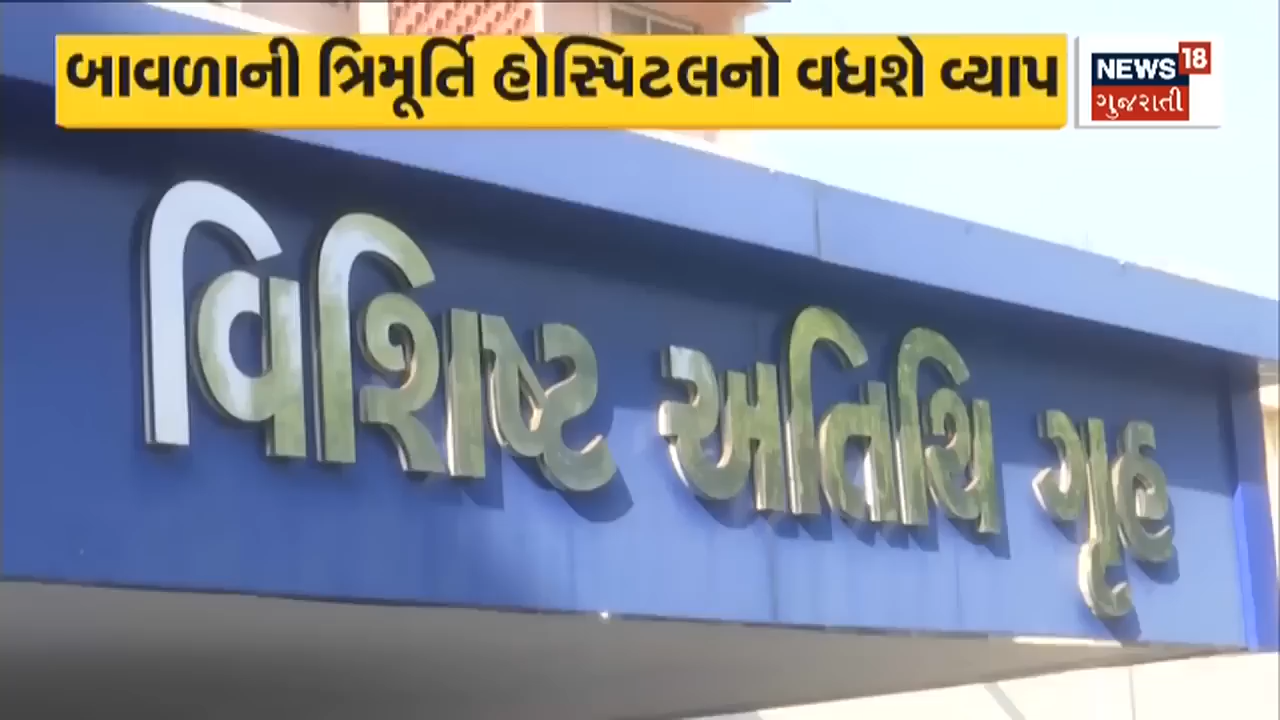 બાવળાની ત્રિમૂર્તિ હોસ્પિટલનો વધશે વ્યાપ
NEWS18
ગુજરાતી
વિશિષ્ટ અતિથિ ગૃહ